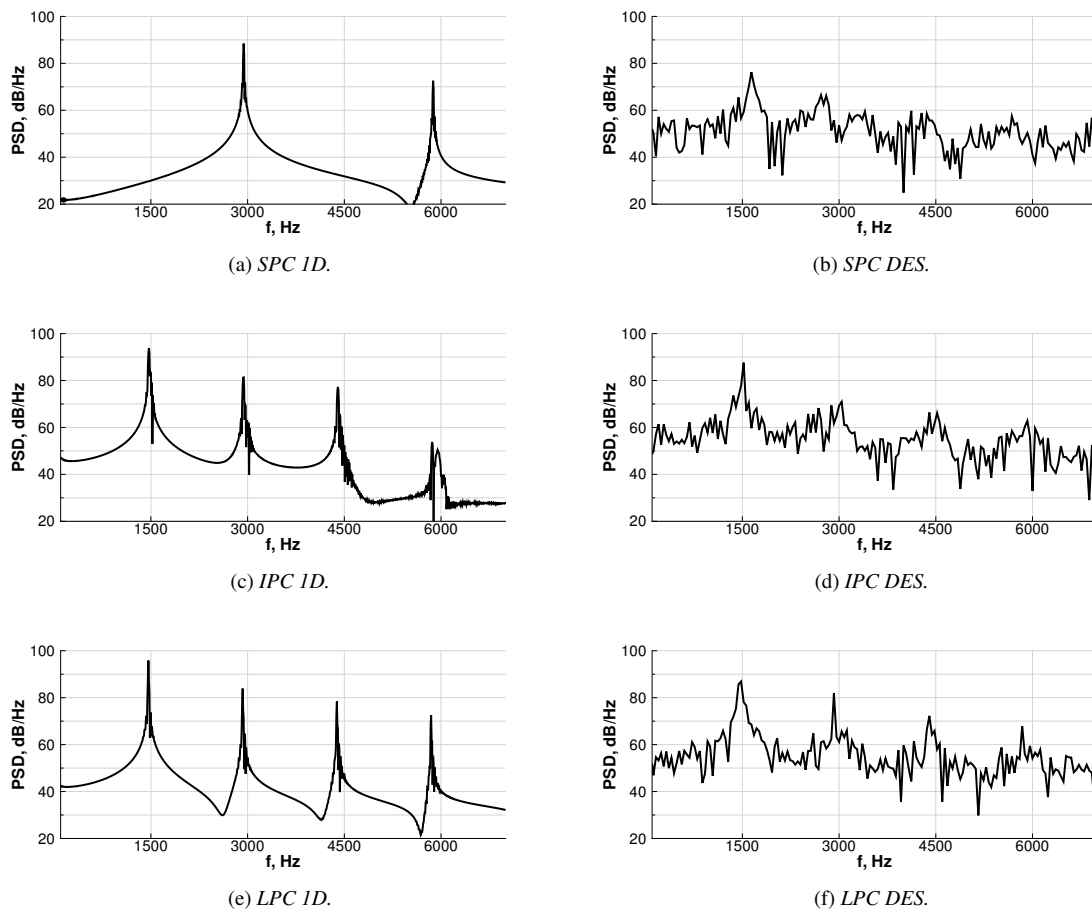 100
80
60
40
20
PSD, dB/Hz
1500 3000 4500 6000
f, Hz
(a) SPC 1D.
100
80
60
40
20
PSD, dB/Hz
1500 3000 4500 6000
f, Hz
(b) SPC DES.
100
80
60
40
20
PSD, dB/Hz
1500 3000 4500 6000
f, Hz
(c) IPC 1D.
100
80
60
40
20
PSD, dB/Hz
1500 3000 4500 6000
f, Hz
(d) IPC DES.
100
80
60
40
20
PSD, dB/Hz
1500 3000 4500 6000
f, Hz
(e) LPC 1D.
100
80
60
40
20
PSD, dB/Hz
1500 3000 4500 6000
f, Hz
(f) LPC DES.